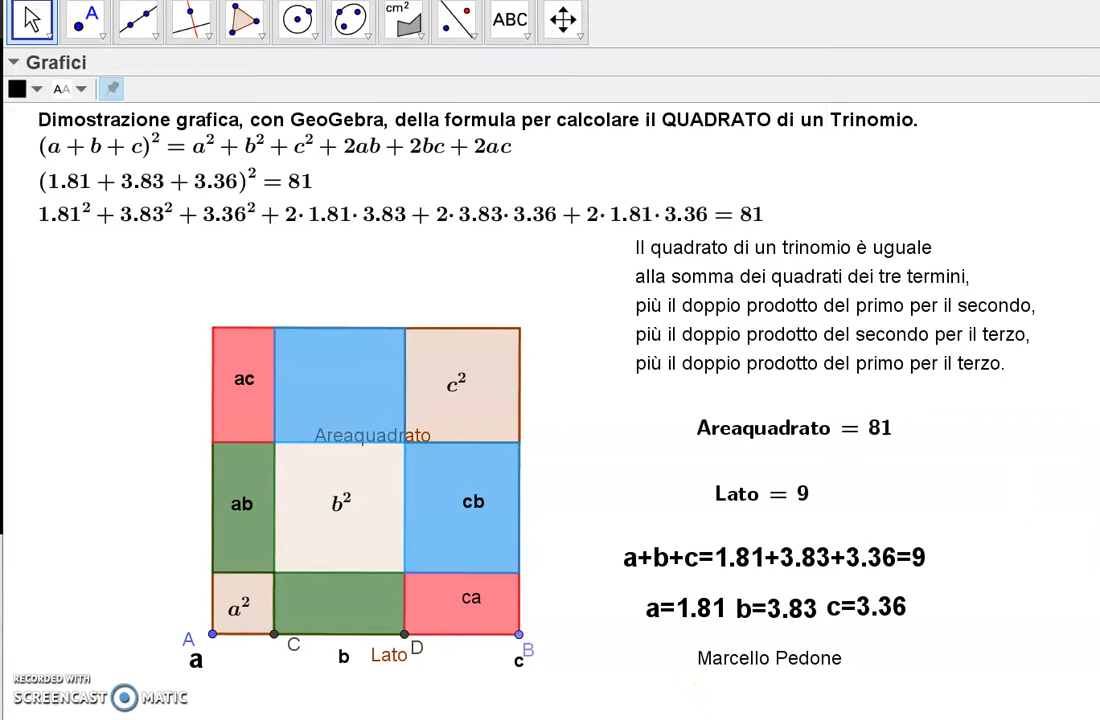 A
cm²
ABC
Grafici
AA
Dimostrazione grafica, con GeoGebra, della formula per calcolare il QUADRATO di un Trinomio.
(a + b + c)² = a² + b² + c² + 2ab + 2bc + 2ac
(1.81 + 3.83 + 3.36)² = 81
1.81² + 3.83² + 3.36² + 2· 1.81· 3.83 + 2· 3.83· 3.36 + 2· 1.81· 3.36 = 81
Il quadrato di un trinomio è uguale
alla somma dei quadrati dei tre termini,
più il doppio prodotto del primo per il secondo,
più il doppio prodotto del secondo per il terzo,
più il doppio prodotto del primo per il terzo.
ac
c²
Areaquadrato
ab
b²
cb
a²
ca
A
C
D
B
a
b
Lato
c
Areaquadrato = 81
Lato = 9
a+b+c=1.81+3.83+3.36=9
a=1.81 b=3.83 c=3.36
Marcello Pedone
RECORDED WITH
SCREENCAST MATIC